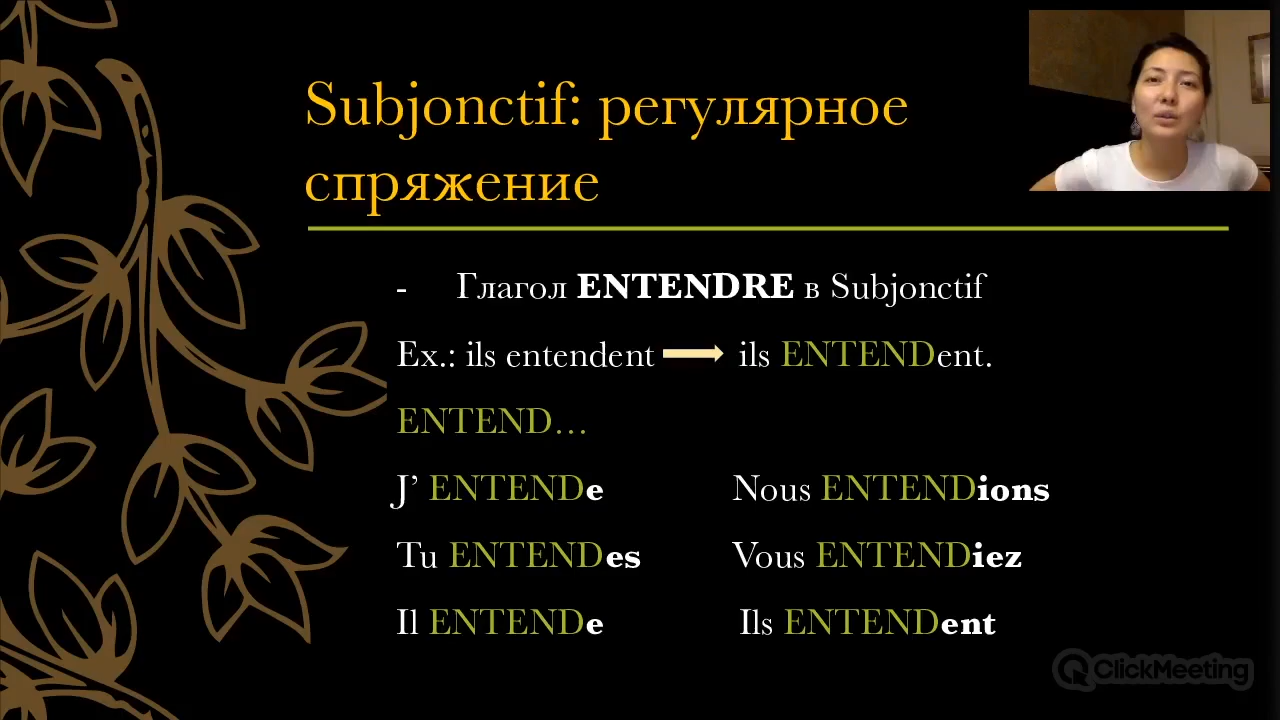 Subjonctif: регулярное
спряжение
- Глагол ENTENDRE в Subjonctif
Ex.: ils entendent ils ENTENDent.
ENTEND…
J’ ENTENDe Nous ENTENDions
Tu ENTENDes Vous ENTENDiez
Il ENTENDe Ils ENTENDent
ClickMeeting